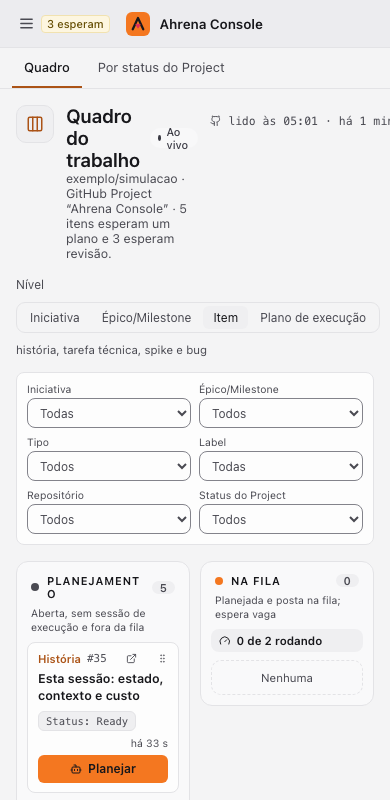 3 esperam
Ahrena Console
Quadro
Por status do Project
Quadro
do
trabalho
Ao
vivo
lido às 05:01 · há 1 min
exemplo/simulacao ·
GitHub Project
“Ahrena Console” · 5
itens esperam um
plano e 3 esperam
revisão.
Nível
Iniciativa
Épico/Milestone
Item
Plano de execução
história, tarefa técnica, spike e bug
Iniciativa
Épico/Milestone
Todas
Todos
Tipo
Label
Todos
Todas
Repositório
Status do Project
Todos
Todos
PLANEJAMENT
O
5
Aberta, sem sessão de
execução e fora da fila
História #35
Esta sessão: estado,
contexto e custo
Status: Ready
há 33 s
Planejar
NA FILA
0
Planejada e posta na fila;
espera vaga
0 de 2 rodando
Nenhuma